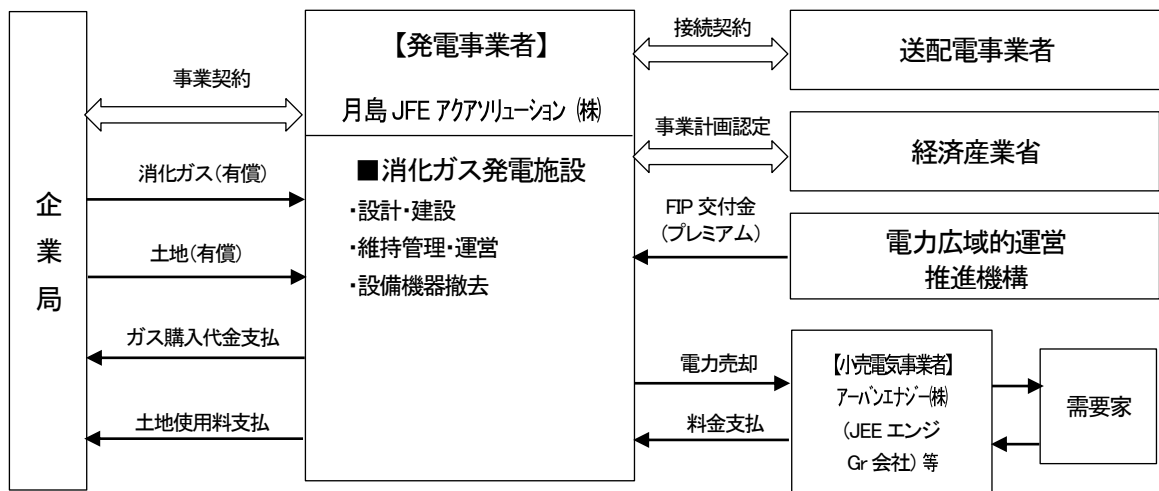 企
業
局
事業契約
消化ガス(有償)
土地(有償)
ガス購入代金支払
土地使用料支払
【発電事業者】
月島 JFE アクアソリューション ㈱
■消化ガス発電施設
・設計・建設
・維持管理・運営
・設備機器撤去
接続契約
事業計画認定
FIP 交付金
(プレミアム)
電力売却
料金支払
送配電事業者
経済産業省
電力広域的運営
推進機構
【小売電気事業者】
アーバンエナジー㈱
(JEE エンジ
Gr 会社) 等
需要家